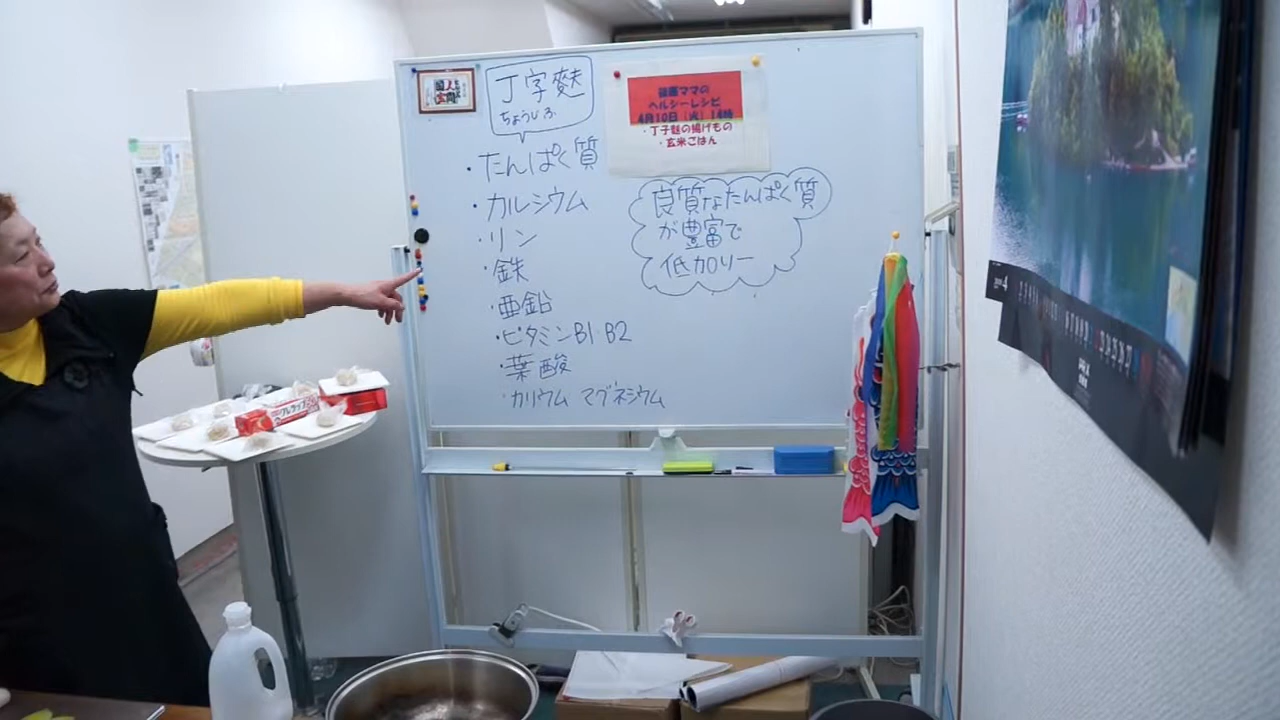 丁字麩
ちょうじふ
・たんぱく質
・カルシウム
・リン
・鉄
・亜鉛
・ビタミンB1・B2
・葉酸
・カリウム マグネシウム
ママの
ヘルシーレシピ
4月10日(火)14時
・丁子麩の揚げもの
・玄米ごはん
良質なたんぱく質
が豊富で
低カロリー